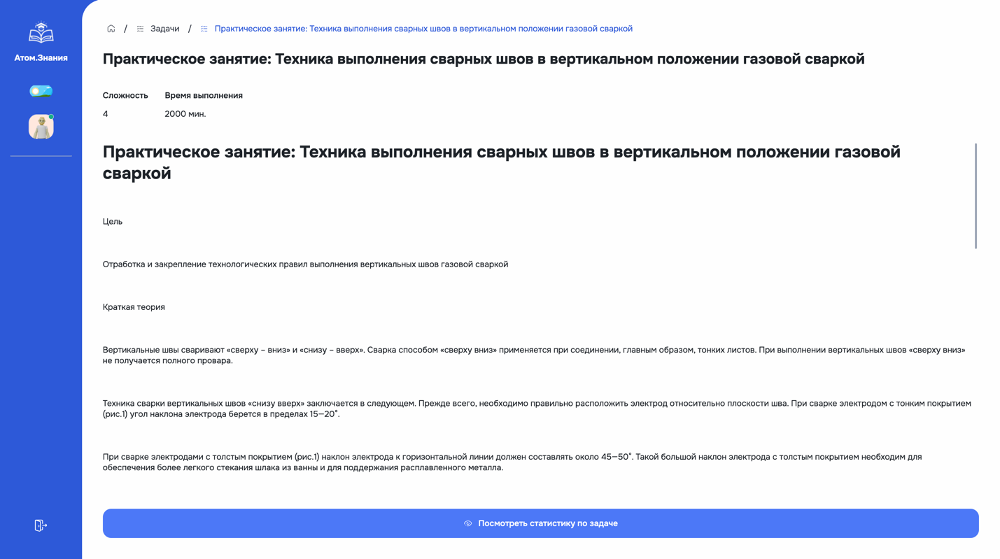 Атом.Знания
/ Задачи / Практическое занятие: Техника выполнения сварных швов в вертикальном положении газовой сваркой
Практическое занятие: Техника выполнения сварных швов в вертикальном положении газовой сваркой
Сложность Время выполнения
4 2000 мин.
Практическое занятие: Техника выполнения сварных швов в вертикальном положении газовой
сваркой
Цель
Отработка и закрепление технологических правил выполнения вертикальных швов газовой сваркой
Краткая теория
Вертикальные швы сваривают «сверху – вниз» и «снизу – вверх». Сварка способом «сверху вниз» применяется при соединении, главным образом, тонких листов. При выполнении вертикальных швов «сверху вниз»
не получается полного провара.
Техника сварки вертикальных швов «снизу вверх» заключается в следующем. Прежде всего, необходимо правильно расположить электрод относительно плоскости шва. При сварке электродом с тонким покрытием
(рис.1) угол наклона электрода берется в пределах 15—20˚.
При сварке электродами с толстым покрытием (рис.1) наклон электрода к горизонтальной линии должен составлять около 45—50˚. Такой большой наклон электрода с толстым покрытием необходим для
обеспечения более легкого стекания шлака из ванны и для поддержания расплавленного металла.
Посмотреть статистику по задаче